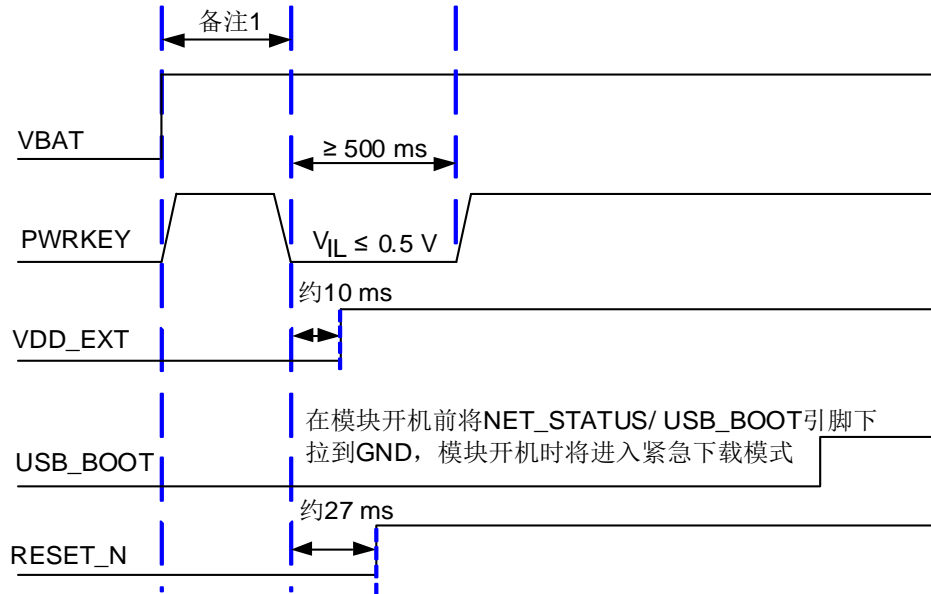 备注1
VBAT
≥ 500 ms
PWRKEY
VIL ≤ 0.5 V
约10 ms
VDD_EXT
在模块开机前将NET_STATUS/ USB_BOOT引脚下
拉到GND，模块开机时将进入紧急下载模式
USB_BOOT
约27 ms
RESET_N